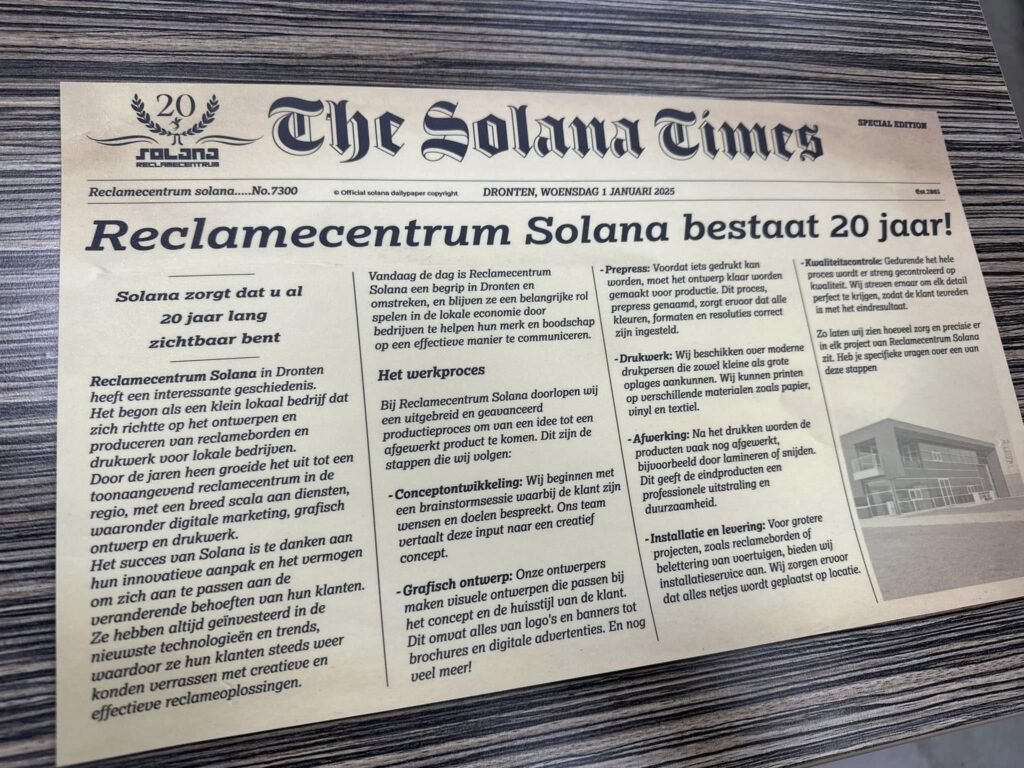 20
SOLANA
RECLAMECENTRUM
The Solana Times
SPECIAL EDITION
Reclamecentrum solana.....No.7300
© Official solana dailypaper copyright
DRONTEN, WOENSDAG 1 JANUARI 2025
Est.2005
Reclamecentrum Solana bestaat 20 jaar!
Solana zorgt dat u al
20 jaar lang
zichtbaar bent
Reclamecentrum Solana in Dronten
heeft een interessante geschiedenis.
Het begon als een klein lokaal bedrijf dat
zich richtte op het ontwerpen en
produceren van reclameborden en
drukwerk voor lokale bedrijven.
Door de jaren heen groeide het uit tot een
toonaangevend reclamecentrum in de
regio, met een breed scala aan diensten,
waaronder digitale marketing, grafisch
ontwerp en drukwerk.
Het succes van Solana is te danken aan
hun innovatieve aanpak en het vermogen
om zich aan te passen aan de
veranderende behoeften van hun klanten.
Ze hebben altijd geïnvesteerd in de
nieuwste technologieën en trends,
waardoor ze hun klanten steeds weer
konden verrassen met creatieve en
effectieve reclameoplossingen.
Vandaag de dag is Reclamecentrum
Solana een begrip in Dronten en
omstreken, en blijven ze een belangrijke rol
spelen in de lokale economie door
bedrijven te helpen hun merk en boodschap
op een effectieve manier te communiceren.
Het werkproces
Bij Reclamecentrum Solana doorlopen wij
een uitgebreid en geavanceerd
productieproces om van een idee tot een
afgewerkt product te komen. Dit zijn de
stappen die wij volgen:
- Conceptontwikkeling: Wij beginnen met
een brainstormsessie waarbij de klant zijn
wensen en doelen bespreekt. Ons team
vertaalt deze input naar een creatief
concept.
- Grafisch ontwerp: Onze ontwerpers
maken visuele ontwerpen die passen bij
het concept en de huisstijl van de klant.
Dit omvat alles van logo's en banners tot
brochures en digitale advertenties. En nog
veel meer!
- Prepress: Voordat iets gedrukt kan
worden, moet het ontwerp klaar worden
gemaakt voor productie. Dit proces,
prepress genaamd, zorgt ervoor dat alle
kleuren, formaten en resoluties correct
zijn ingesteld.
- Drukwerk: Wij beschikken over moderne
drukpersen die zowel kleine als grote
oplages aankunnen. Wij kunnen printen
op verschillende materialen zoals papier,
vinyl en textiel.
- Afwerking: Na het drukken worden de
producten vaak nog afgewerkt,
bijvoorbeeld door lamineren of snijden.
Dit geeft de eindproducten een
professionele uitstraling en
duurzaamheid.
- Installatie en levering: Voor grotere
projecten, zoals reclameborden of
belettering van voertuigen, bieden wij
installatieservice aan. Wij zorgen ervoor
dat alles netjes wordt geplaatst op locatie.
- Kwaliteitscontrole: Gedurende het hele
proces wordt er streng gecontroleerd op
kwaliteit. Wij streven ernaar om elk detail
perfect te krijgen, zodat de klant tevreden
is met het eindresultaat.
Zo laten wij zien hoeveel zorg en precisie er
in elk project van Reclamecentrum Solana
zit. Heb je specifieke vragen over een van
deze stappen